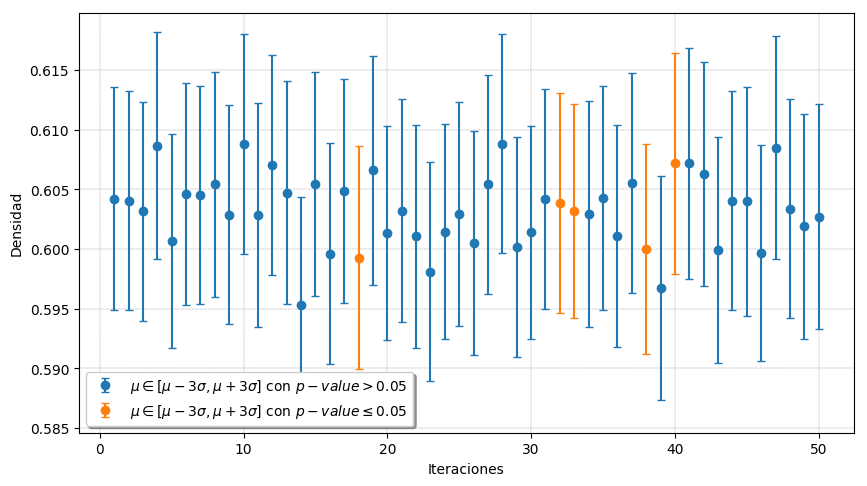 Densidad
0.615
0.610
0.605
0.600
0.595
0.590
0.585
μ ∈ [μ − 3σ, μ + 3σ] con p − value > 0.05
μ ∈ [μ − 3σ, μ + 3σ] con p − value ≤ 0.05
0 10 20 30 40 50
Iteraciones